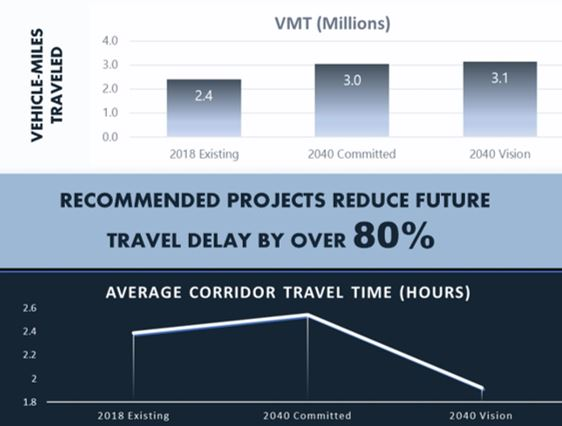 VEHICLE-MILES
TRAVELED
VMT (Millions)
4.0
3.0
2.0
1.0
0.0
2.4
3.0
3.1
2018 Existing
2040 Committed
2040 Vision
RECOMMENDED PROJECTS REDUCE FUTURE
TRAVEL DELAY BY OVER 80%
AVERAGE CORRIDOR TRAVEL TIME (HOURS)
2.6
2.4
2.2
2
1.8
2018 Existing
2040 Committed
2040 Vision